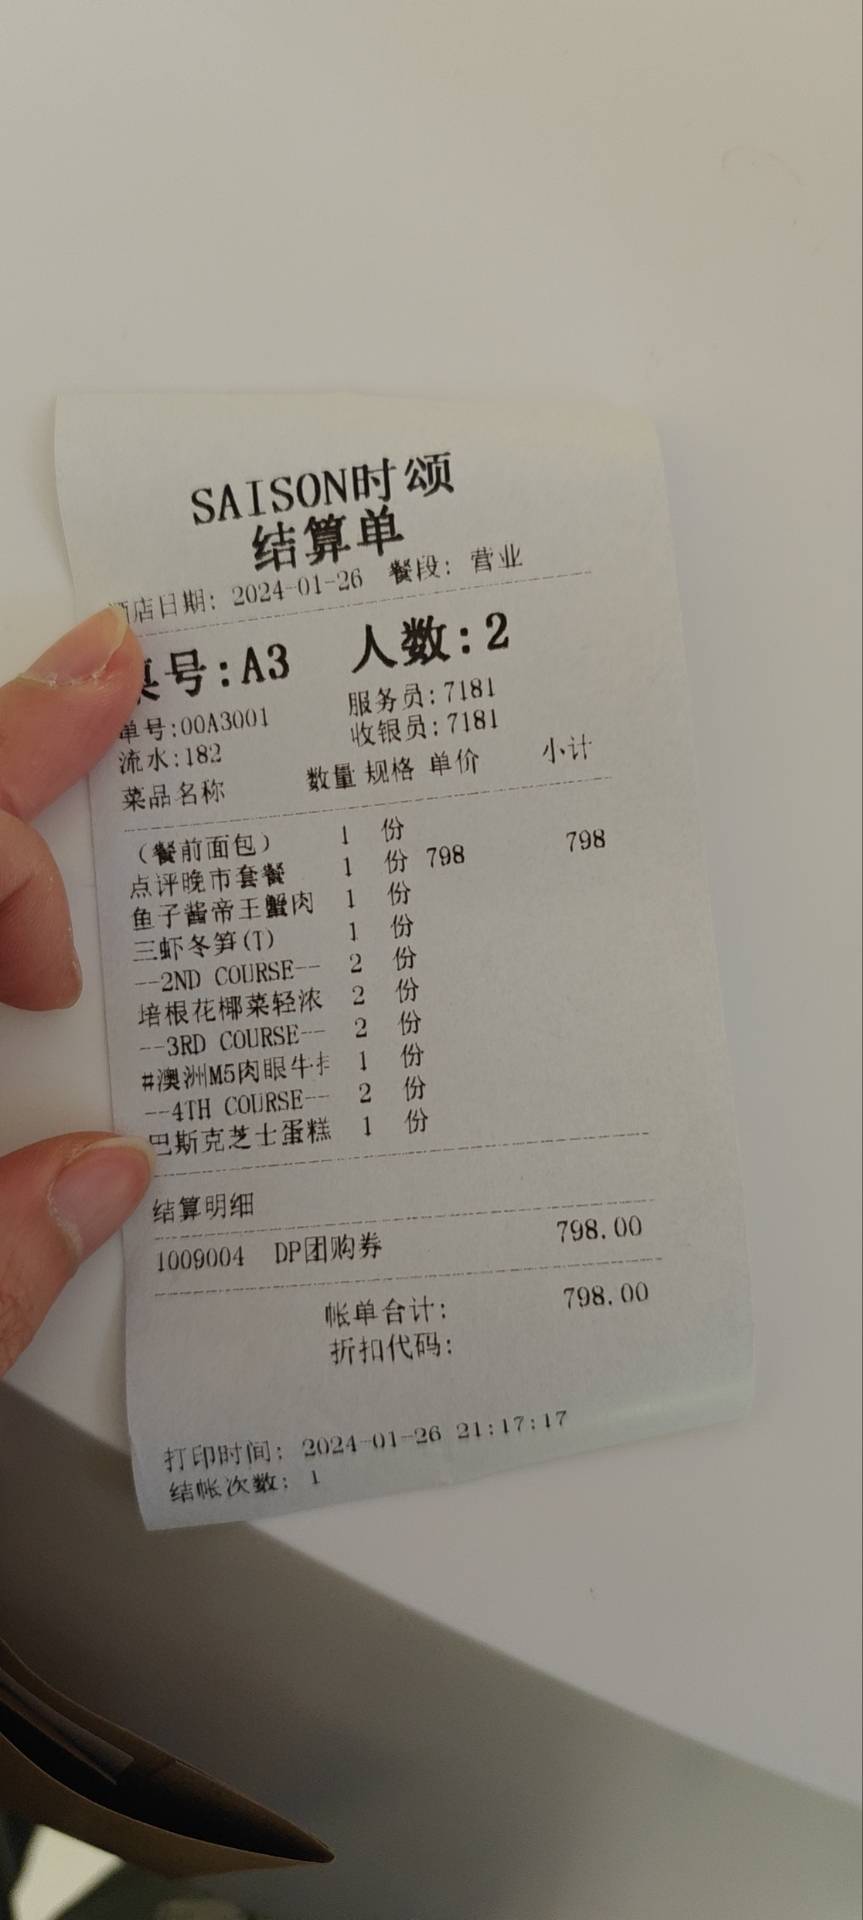 SAISON时颂
结算单
酒店日期: 2024-01-26 餐段: 营业
桌号:A3 人数:2
单号:00A3001 服务员:7181
流水:182 收银员:7181
菜品名称 数量 规格 单价 小计
（餐前面包） 1 份
点评晚市套餐 1 份 798 798
鱼子酱帝王蟹肉 1 份
三虾冬笋(T) 1 份
--2ND COURSE-- 2 份
培根花椰菜轻浓 2 份
--3RD COURSE-- 2 份
#澳洲M5肉眼牛 1 份
--4TH COURSE-- 2 份
巴斯克芝士蛋糕 1 份
结算明细
1009004 DP团购券 798.00
帐单合计: 798.00
折扣代码:
打印时间: 2024-01-26 21:17:17
结帐次数: 1